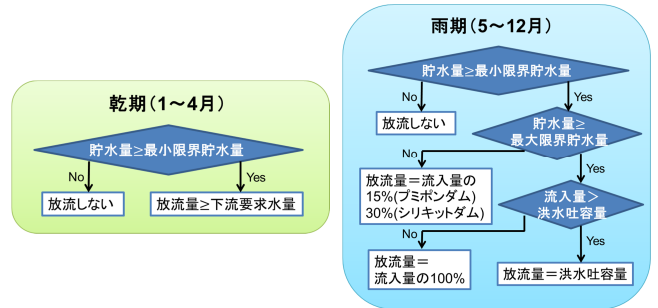 乾期(1～4月)
貯水量≥最小限界貯水量
No
Yes
放流しない
放流量≥下流要求水量
雨期(5～12月)
貯水量≥最小限界貯水量
No
Yes
放流しない
貯水量≥
最大限界貯水量
No
Yes
放流量＝流入量の
15%(プミポンダム)
30%(シリキットダム)
流入量＞
洪水吐容量
No
Yes
放流量＝
流入量の100%
放流量＝洪水吐容量